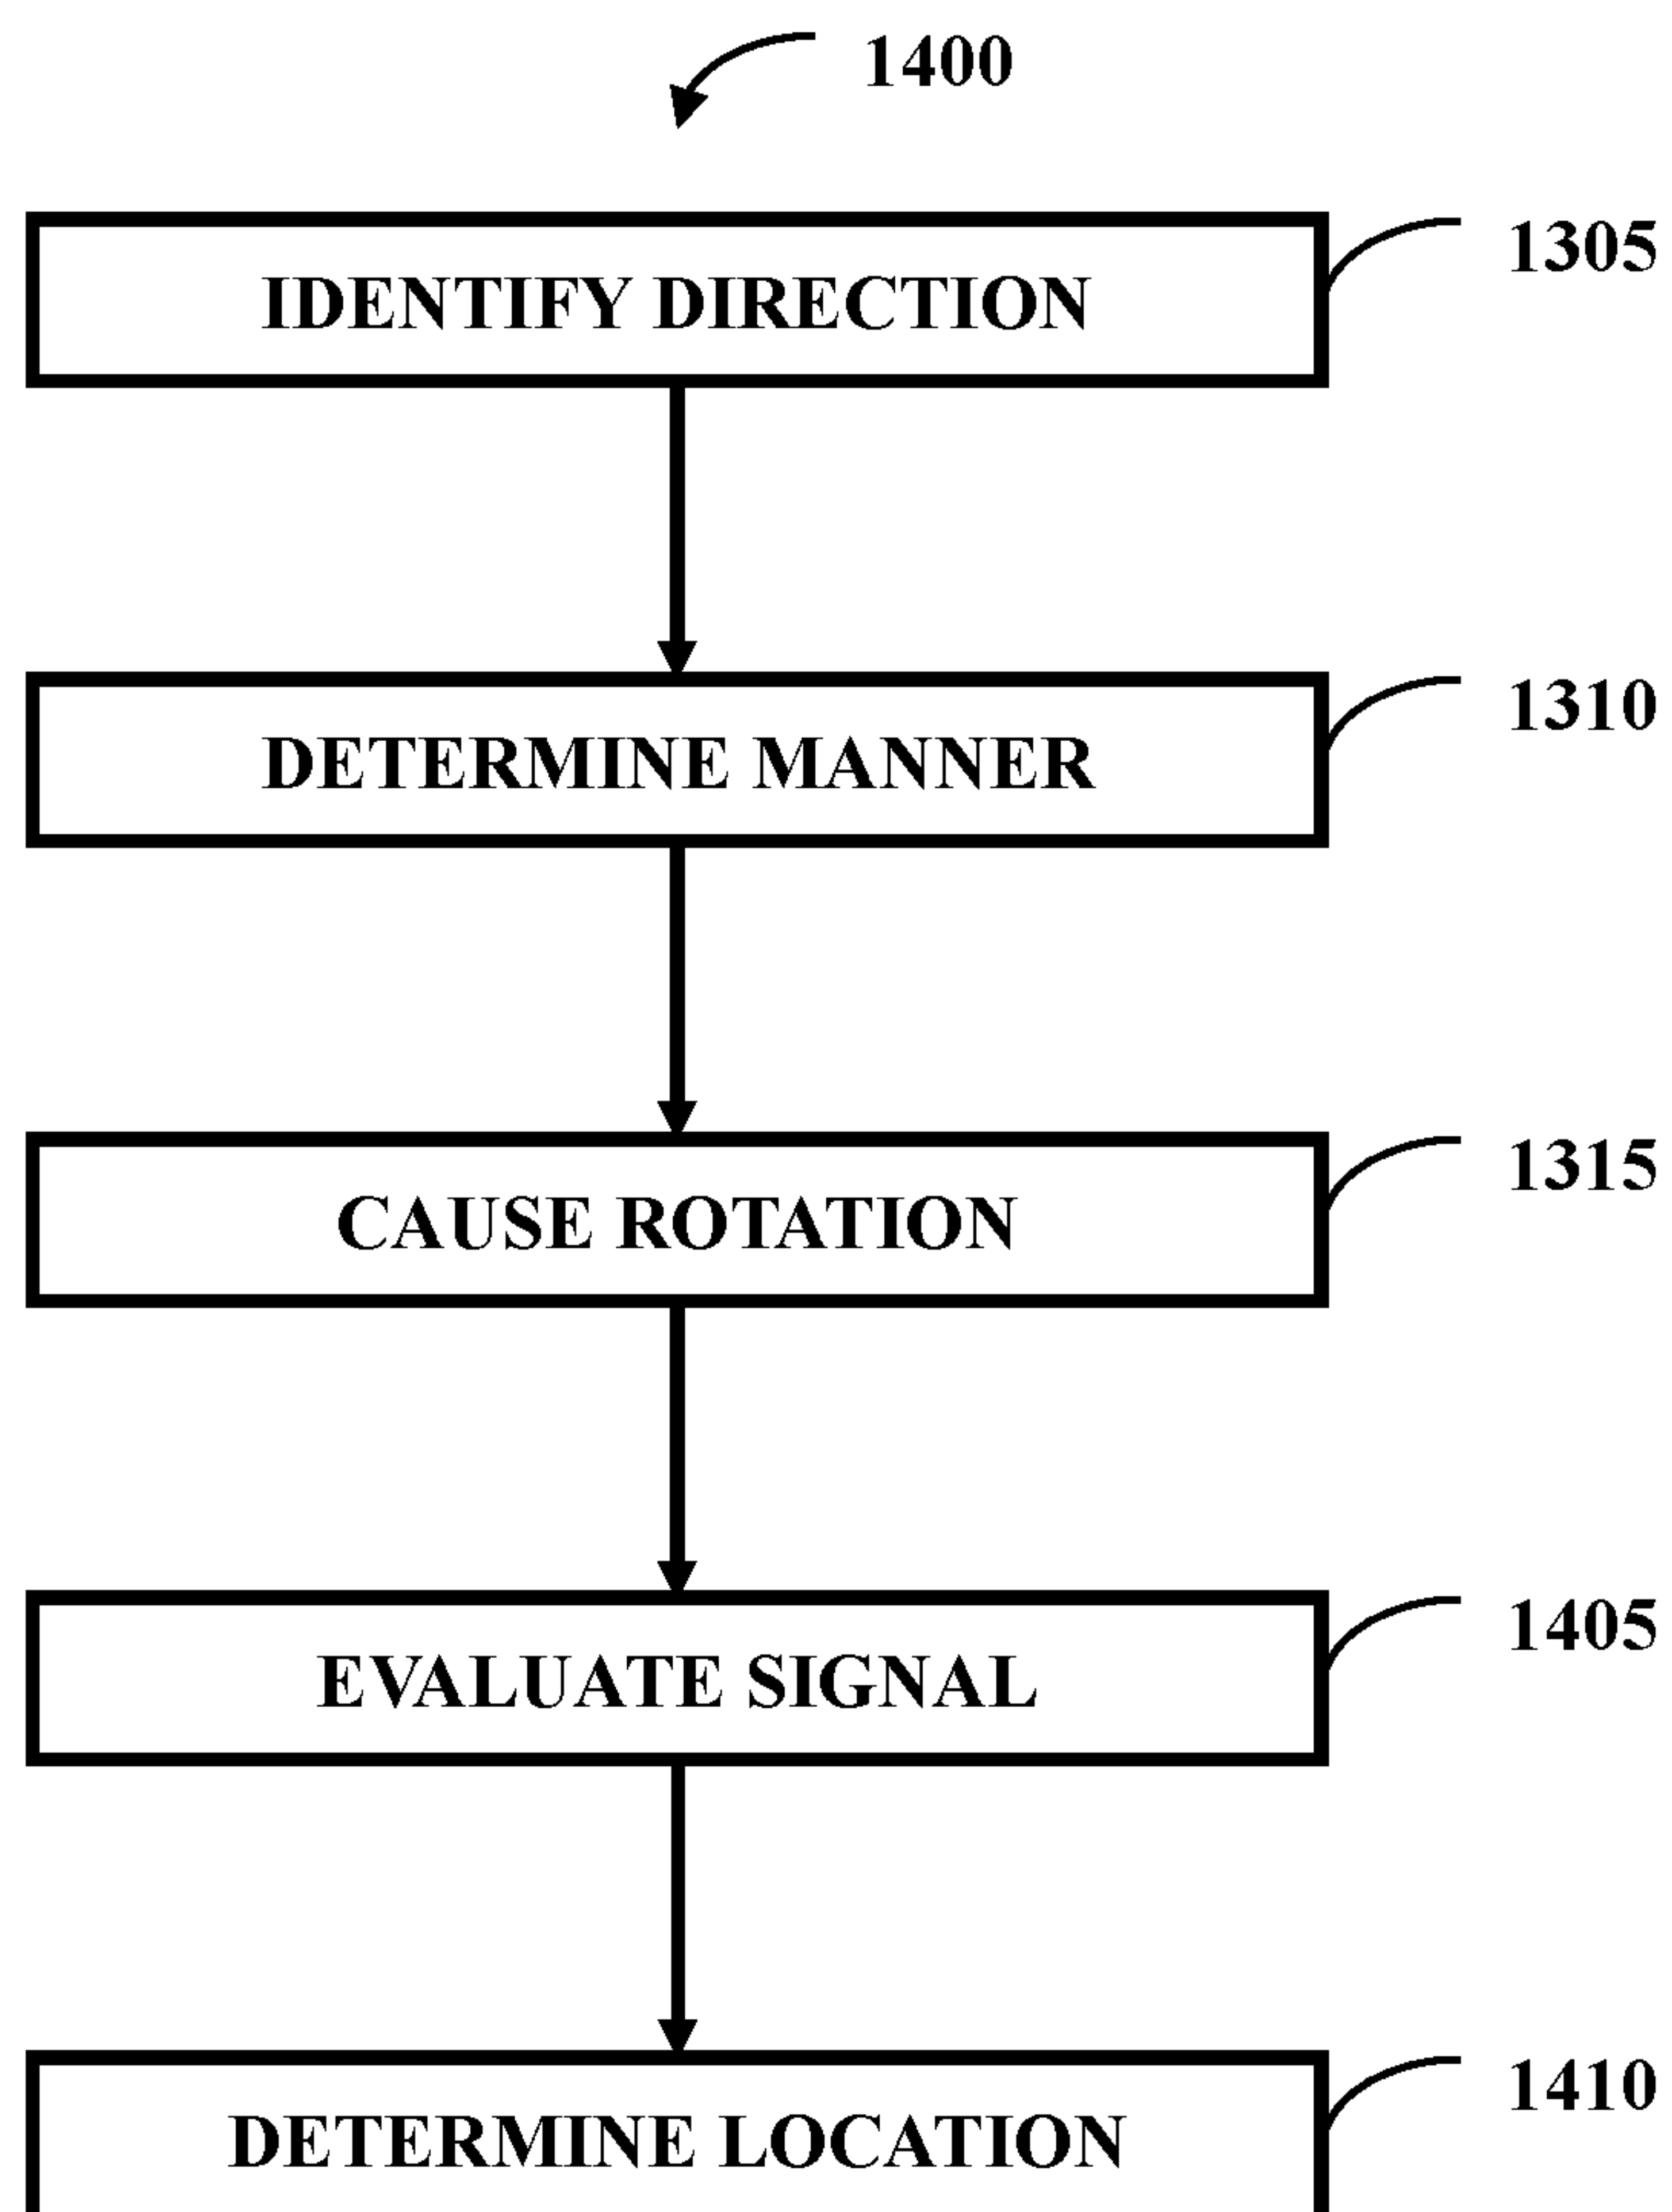 1400
IDENTIFY DIRECTION
1305
DETERMINE MANNER
1310
CAUSE ROTATION
1315
EVALUATE SIGNAL
1405
DETERMINE LOCATION
1410